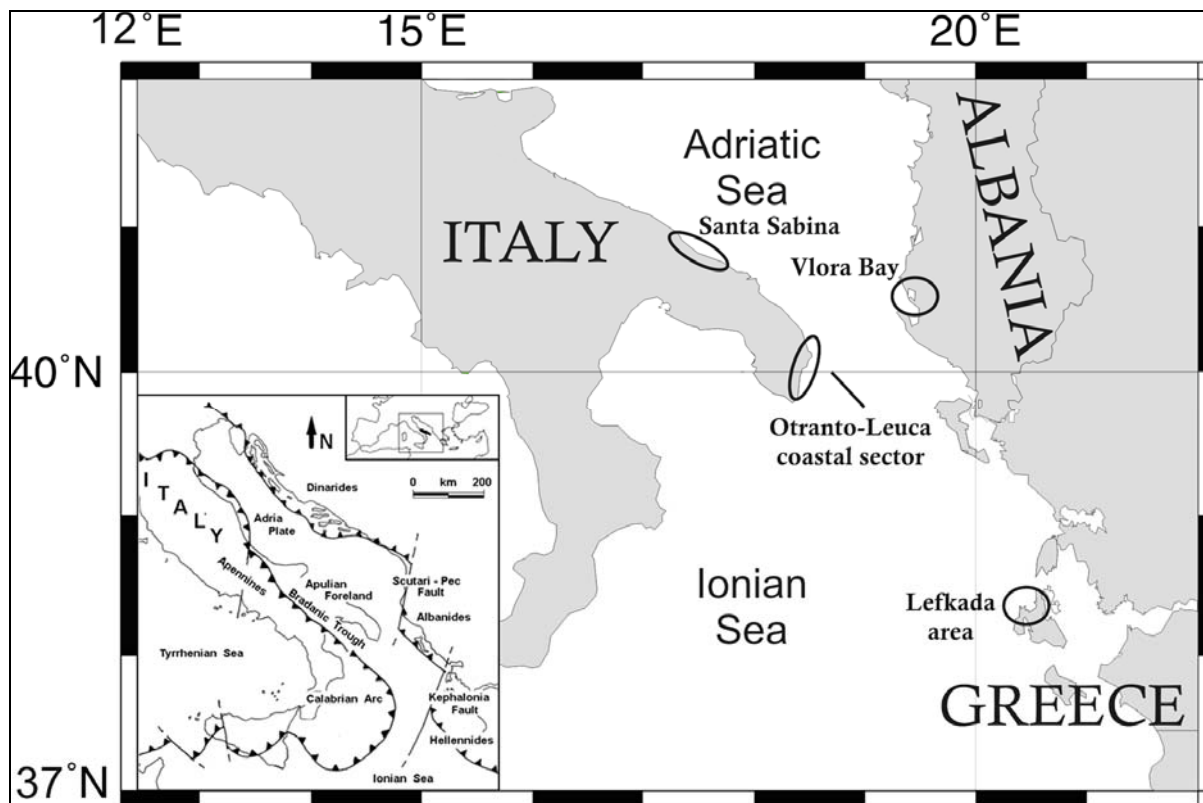 12°E
15°E
20°E
Adriatic
Sea
ALBANIA
Santa Sabina
ITALY
Vlora Bay
40°N
Otranto-Leuca
coastal sector
N
0 km 200
Dinarides
ITALY
Adria
Plate
Scutari - Pec
Fault
Apennines
Apulian
Foreland
Bradanic Trough
Albanides
Tyrrhenian Sea
Calabrian Arc
Kephalonia
Fault
Hellennides
Ionian Sea
Ionian
Sea
Lefkada
area
GREECE
37°N